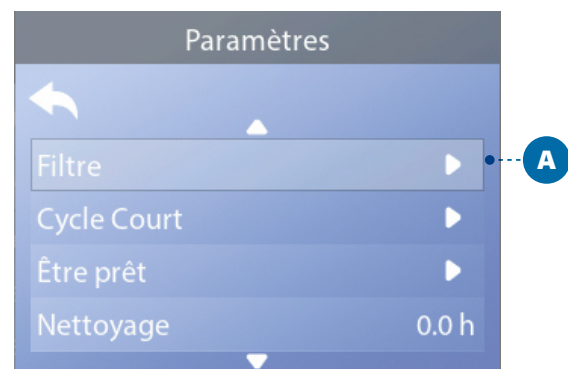 Paramètres
Filtre
A
Cycle Court
Être prêt
Nettoyage 0.0 h